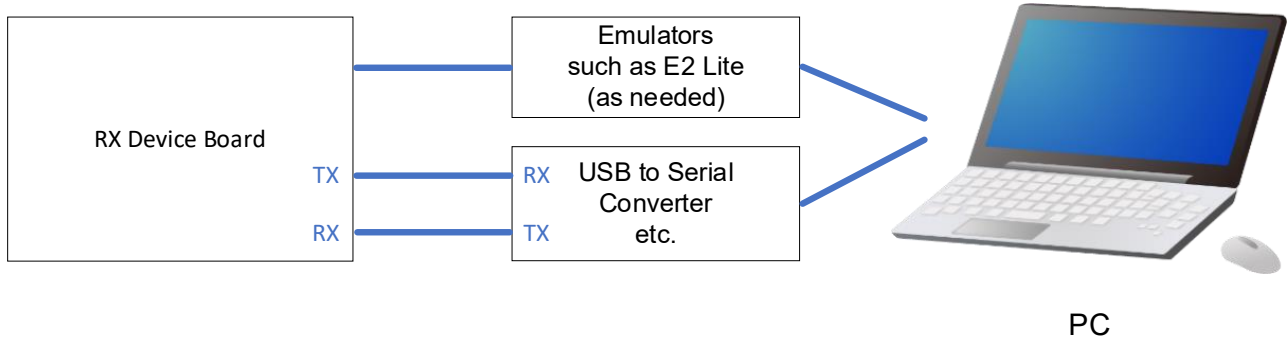 Emulators
such as E2 Lite
(as needed)
RX Device Board
TX
RX
RX
TX
USB to Serial
Converter
etc.
PC